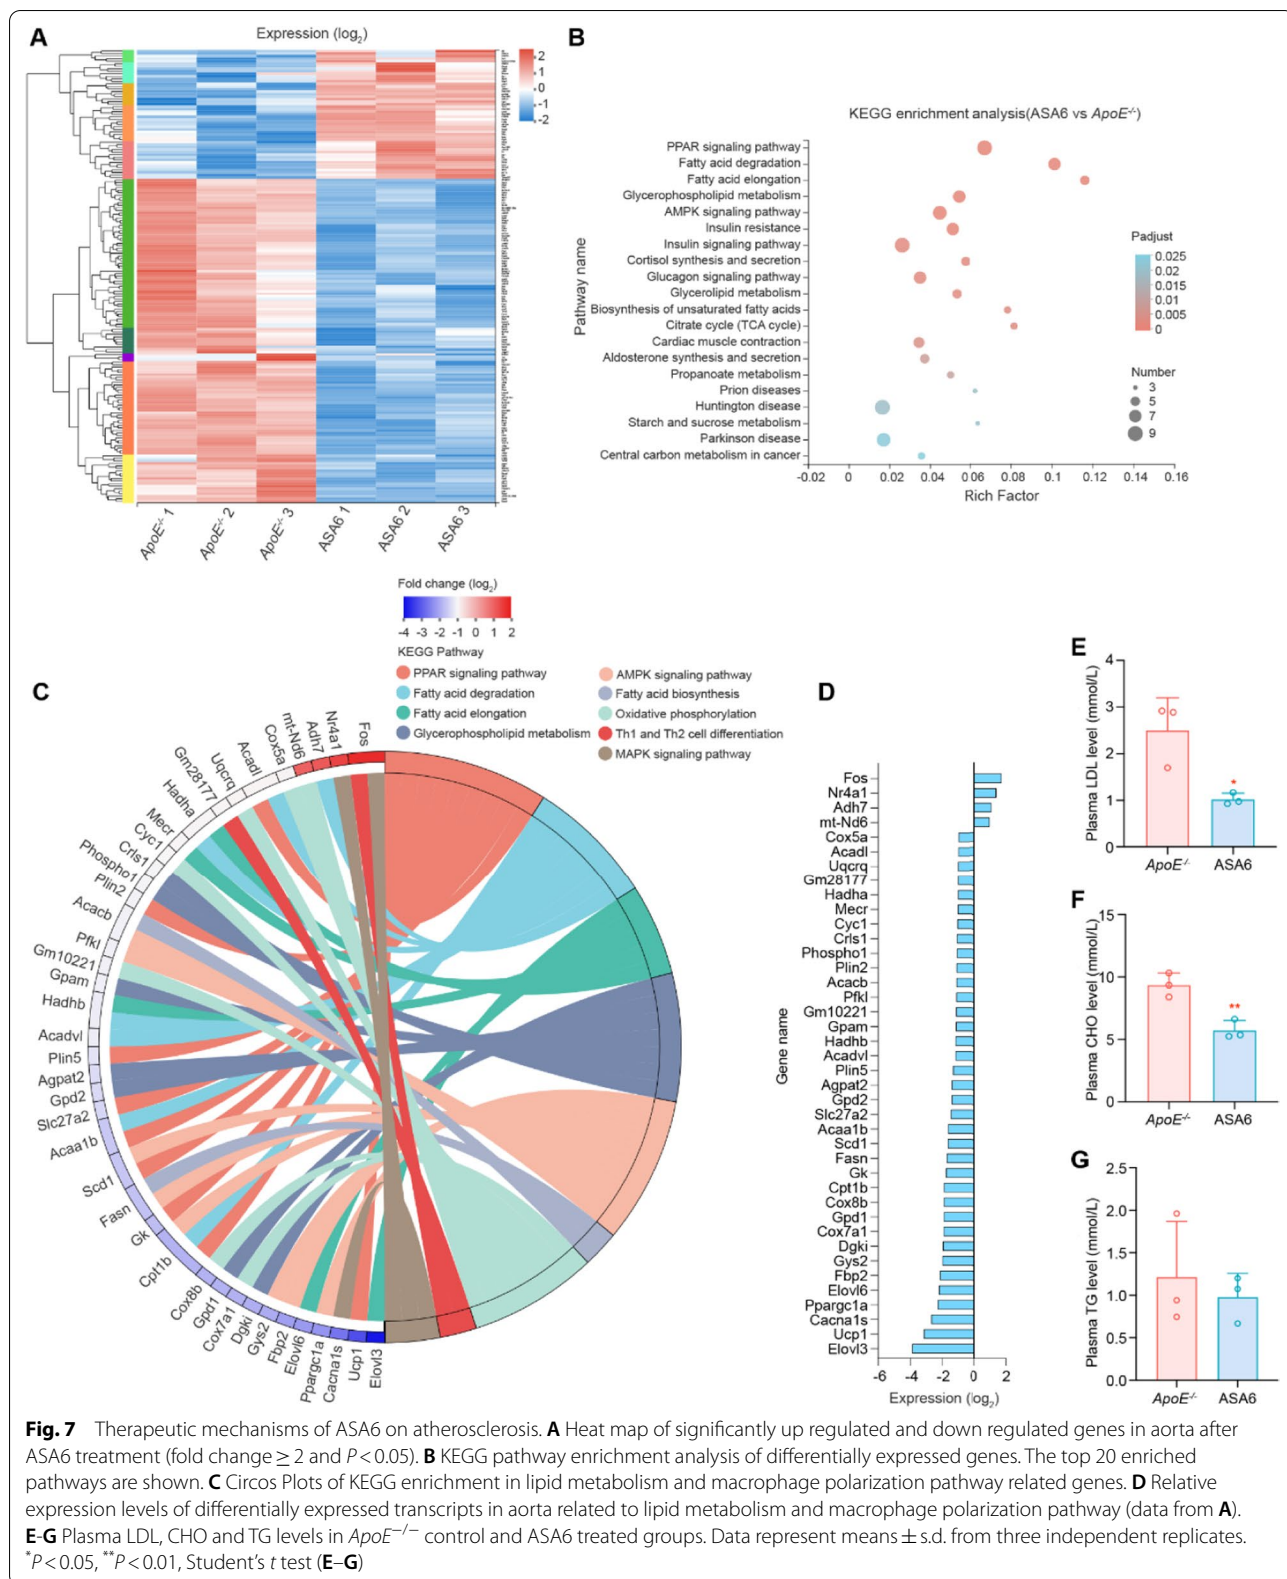 A
Expression (log2)
2
1
0
-1
-2
ApoE-/- 1
ApoE-/- 2
ApoE-/- 3
ASA6 1
ASA6 2
ASA6 3
B
KEGG enrichment analysis(ASA6 vs ApoE-/-)
Pathway name
PPAR signaling pathway
Fatty acid degradation
Fatty acid elongation
Glycerophospholipid metabolism
AMPK signaling pathway
Insulin resistance
Insulin signaling pathway
Cortisol synthesis and secretion
Glucagon signaling pathway
Glycerolipid metabolism
Biosynthesis of unsaturated fatty acids
Citrate cycle (TCA cycle)
Cardiac muscle contraction
Aldosterone synthesis and secretion
Propanoate metabolism
Prion diseases
Huntington disease
Starch and sucrose metabolism
Parkinson disease
Central carbon metabolism in cancer
-0.02 0 0.02 0.04 0.06 0.08 0.1 0.12 0.14 0.16
Rich Factor
Padjust
0.025
0.02
0.015
0.01
0.005
0
Number
3
5
7
9
Fold change (log2)
-4 -3 -2 -1 0 1 2
KEGG Pathway
PPAR signaling pathway
Fatty acid degradation
Fatty acid elongation
Glycerophospholipid metabolism
AMPK signaling pathway
Fatty acid biosynthesis
Oxidative phosphorylation
Th1 and Th2 cell differentiation
MAPK signaling pathway
C
Fos
Nr4a1
Adh7
mt-Nd6
Cox5a
Acadl
Uqcrq
Gm28177
Hadha
Mecr
Cyc1
Crls1
Phospho1
Plin2
Acacb
Pfkl
Gm10221
Gpam
Hadhb
Acadvl
Plin5
Agpat2
Gpd2
Slc27a2
Acaa1b
Scd1
Fasn
Gk
Cpt1b
Cox8b
Gpd1
Cox7a1
Dgki
Gys2
Fbp2
Elovl6
Ppargc1a
Cacna1s
Ucp1
Elovl3
D
Gene name
Fos
Nr4a1
Adh7
mt-Nd6
Cox5a
Acadl
Uqcrq
Gm28177
Hadha
Mecr
Cyc1
Crls1
Phospho1
Plin2
Acacb
Pfkl
Gm10221
Gpam
Hadhb
Acadvl
Plin5
Agpat2
Gpd2
Slc27a2
Acaa1b
Scd1
Fasn
Gk
Cpt1b
Cox8b
Gpd1
Cox7a1
Dgki
Gys2
Fbp2
Elovl6
Ppargc1a
Cacna1s
Ucp1
Elovl3
-6 -4 -2 0 2
Expression (log2)
E
Plasma LDL level (mmol/L)
4
3
2
1
0
*
ApoE-/- ASA6
F
Plasma CHO level (mmol/L)
15
10
5
0
**
ApoE-/- ASA6
G
Plasma TG level (mmol/L)
2.5
2.0
1.5
1.0
0.5
0.0
ApoE-/- ASA6
Fig. 7 Therapeutic mechanisms of ASA6 on atherosclerosis. A Heat map of significantly up regulated and down regulated genes in aorta after
ASA6 treatment (fold change ≥ 2 and P < 0.05). B KEGG pathway enrichment analysis of differentially expressed genes. The top 20 enriched
pathways are shown. C Circos Plots of KEGG enrichment in lipid metabolism and macrophage polarization pathway related genes. D Relative
expression levels of differentially expressed transcripts in aorta related to lipid metabolism and macrophage polarization pathway (data from A).
E-G Plasma LDL, CHO and TG levels in ApoE−/− control and ASA6 treated groups. Data represent means ± s.d. from three independent replicates.
*P < 0.05, **P < 0.01, Student's t test (E–G)